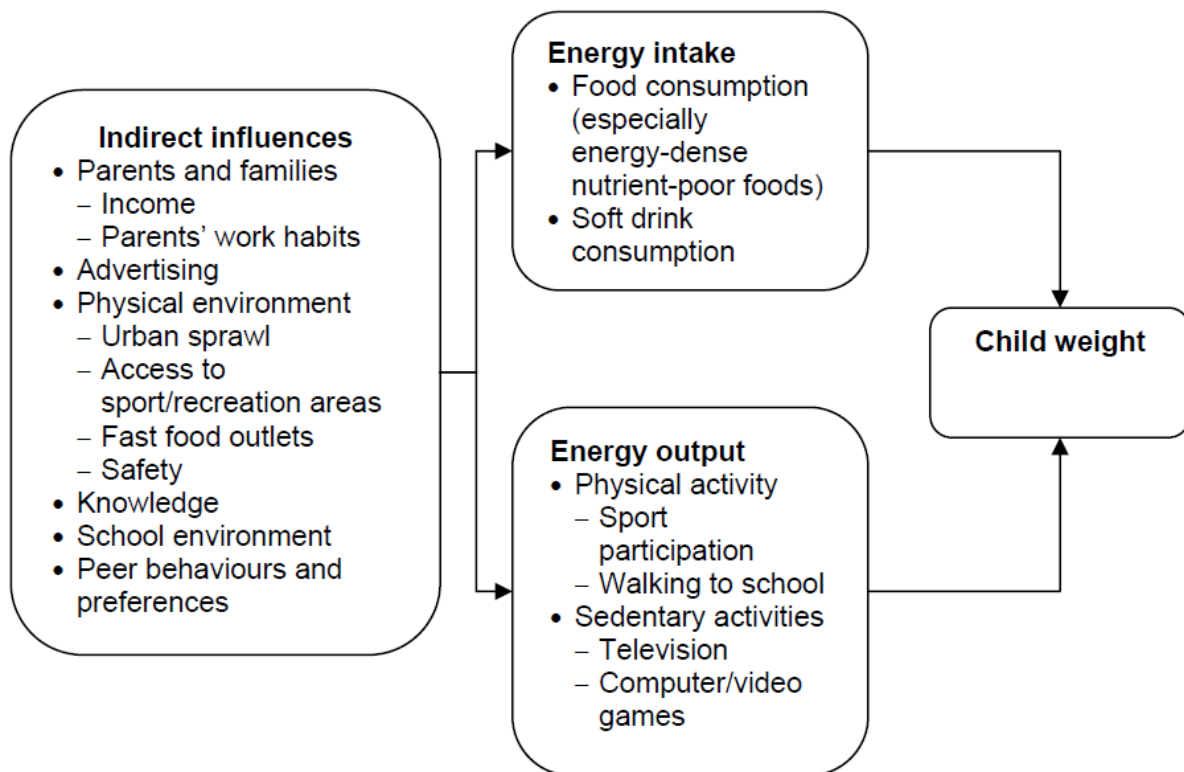 Indirect influences
• Parents and families
– Income
– Parents' work habits
• Advertising
• Physical environment
– Urban sprawl
– Access to
sport/recreation areas
– Fast food outlets
– Safety
• Knowledge
• School environment
• Peer behaviours and
preferences
Energy intake
• Food consumption
(especially
energy-dense
nutrient-poor foods)
• Soft drink
consumption
Energy output
• Physical activity
– Sport
participation
– Walking to school
• Sedentary activities
– Television
– Computer/video
games
Child weight